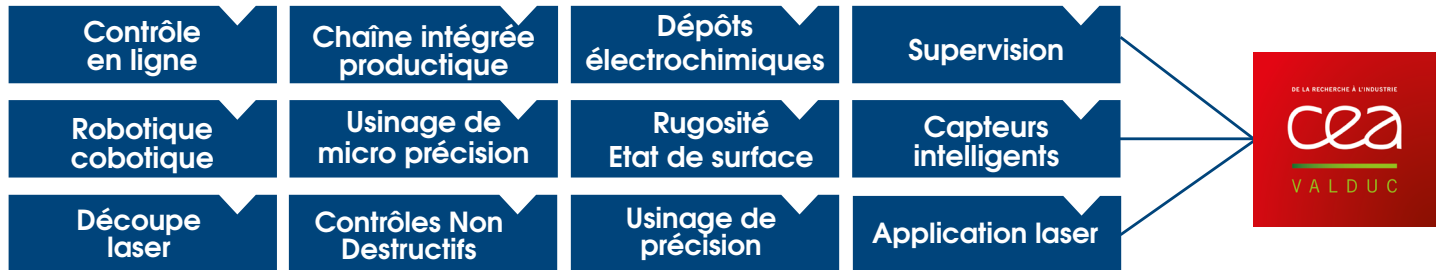 Contrôle
en ligne
Chaîne intégrée
productique
Dépôts
électrochimiques
Supervision
Robotique
cobotique
Usinage de
micro précision
Rugosité
Etat de surface
Capteurs
intelligents
Découpe
laser
Contrôles Non
Destructifs
Usinage de
précision
Application laser
DE LA RECHERCHE À L'INDUSTRIE
cea
VALDUC